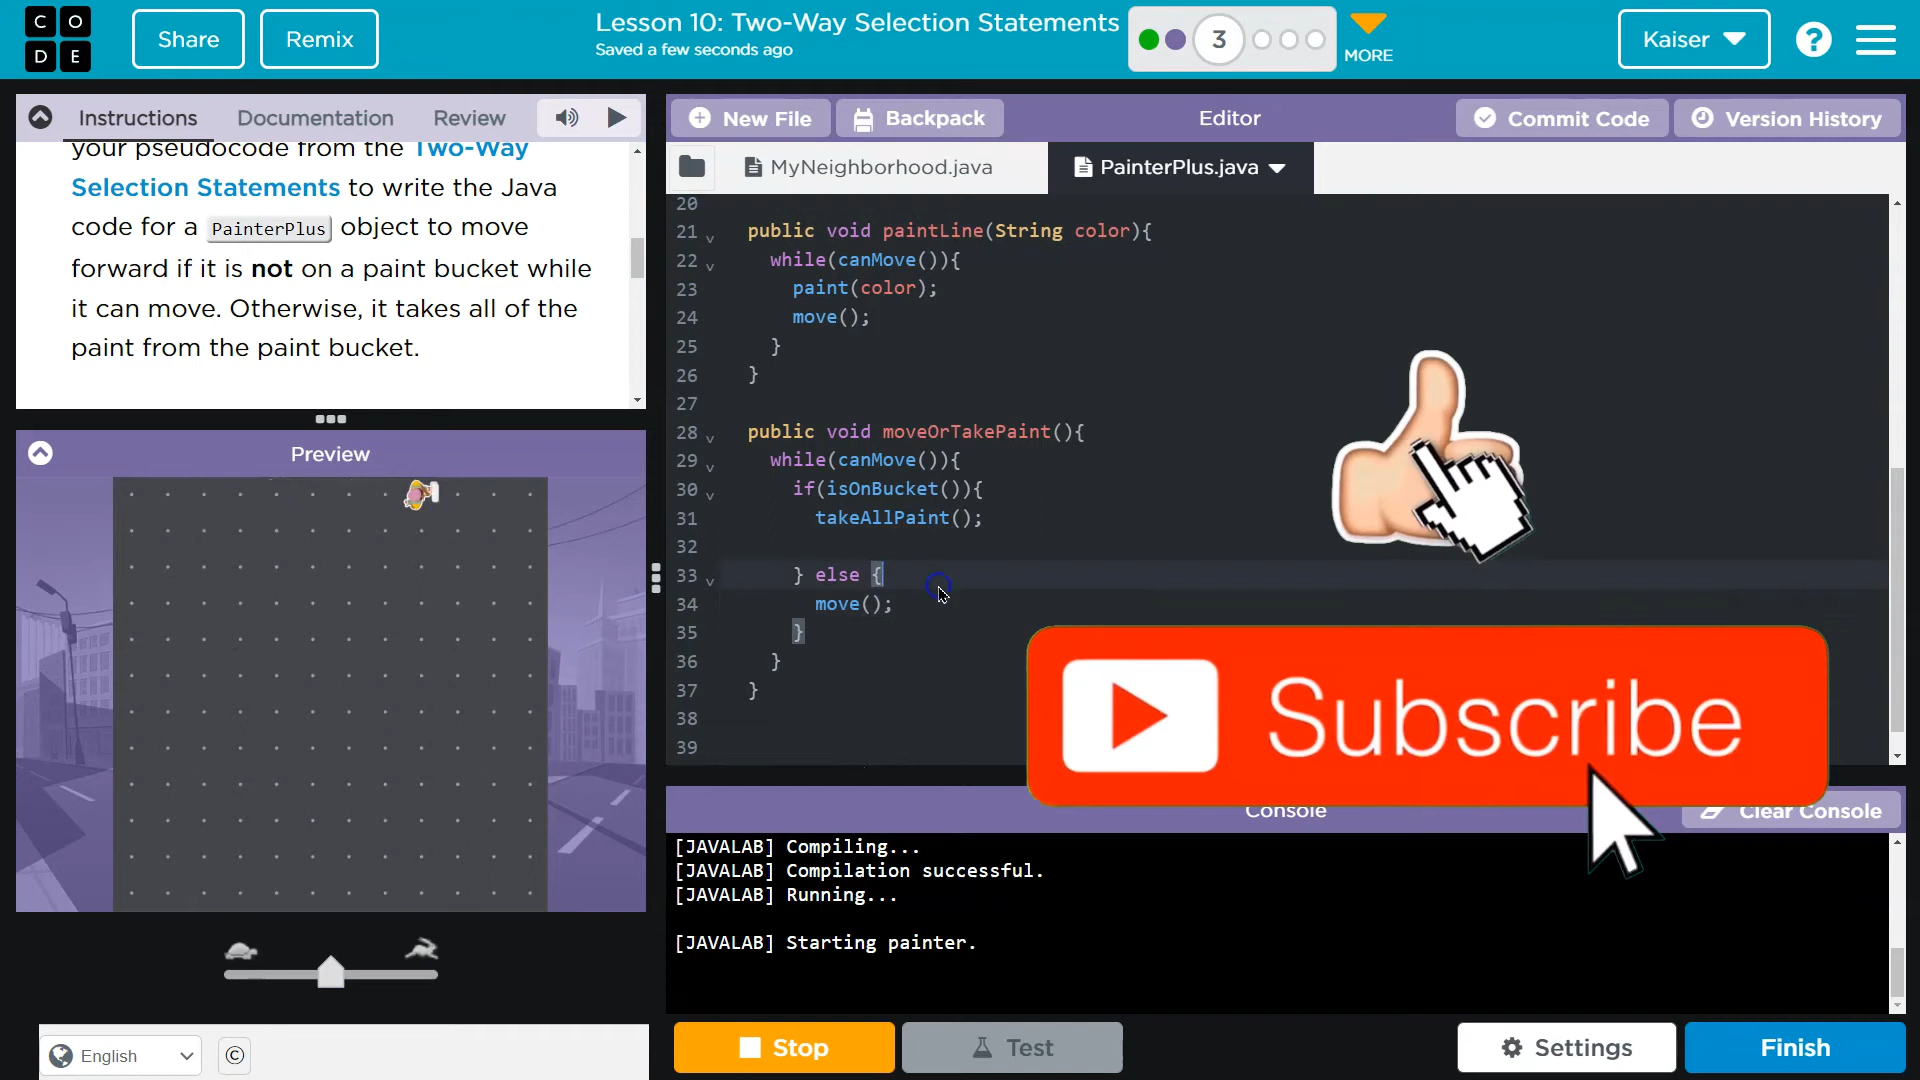 C O
D E
Share
Remix
Lesson 10: Two-Way Selection Statements
Saved a few seconds ago
3
MORE
Kaiser
?
Instructions
Documentation
Review
your pseudocode from the Two-Way
Selection Statements to write the Java
code for a PainterPlus object to move
forward if it is not on a paint bucket while
it can move. Otherwise, it takes all of the
paint from the paint bucket.
Preview
English
©
New File
Backpack
Editor
Commit Code
Version History
MyNeighborhood.java
PainterPlus.java
20
21 public void paintLine(String color){
22 while(canMove()){
23 paint(color);
24 move();
25 }
26 }
27
28 public void moveOrTakePaint(){
29 while(canMove()){
30 if(isOnBucket()){
31 takeAllPaint();
32
33 } else {
34 move();
35 }
36 }
37 }
38
39
Subscribe
Console
Clear Console
[JAVALAB] Compiling...
[JAVALAB] Compilation successful.
[JAVALAB] Running...
[JAVALAB] Starting painter.
Stop
Test
Settings
Finish